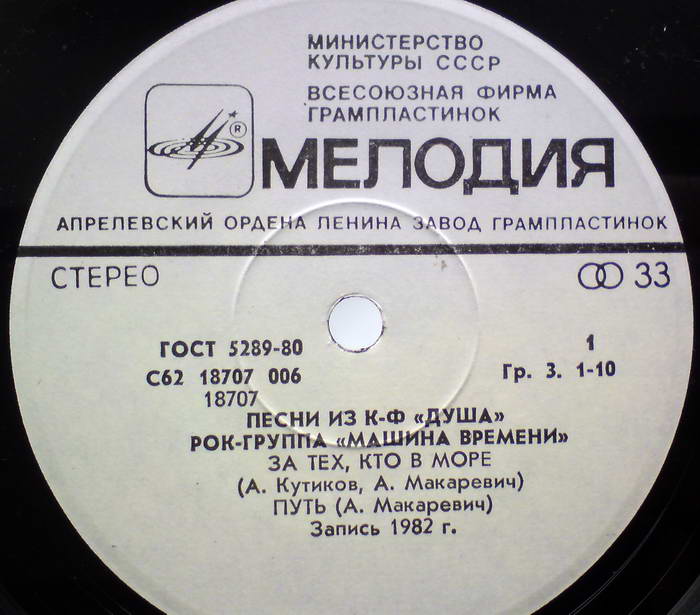 МИНИСТЕРСТВО
КУЛЬТУРЫ СССР
ВСЕСОЮЗНАЯ ФИРМА
ГРАМПЛАСТИНОК
®
МЕЛОДИЯ
АПРЕЛЕВСКИЙ ОРДЕНА ЛЕНИНА ЗАВОД ГРАМПЛАСТИНОК
СТЕРЕО 33
ГОСТ 5289-80 1
С62 18707 006 Гр. 3. 1-10
18707
ПЕСНИ ИЗ К-Ф «ДУША»
РОК-ГРУППА «МАШИНА ВРЕМЕНИ»
ЗА ТЕХ, КТО В МОРЕ
(А. Кутиков, А. Макаревич)
ПУТЬ (А. Макаревич)
Запись 1982 г.